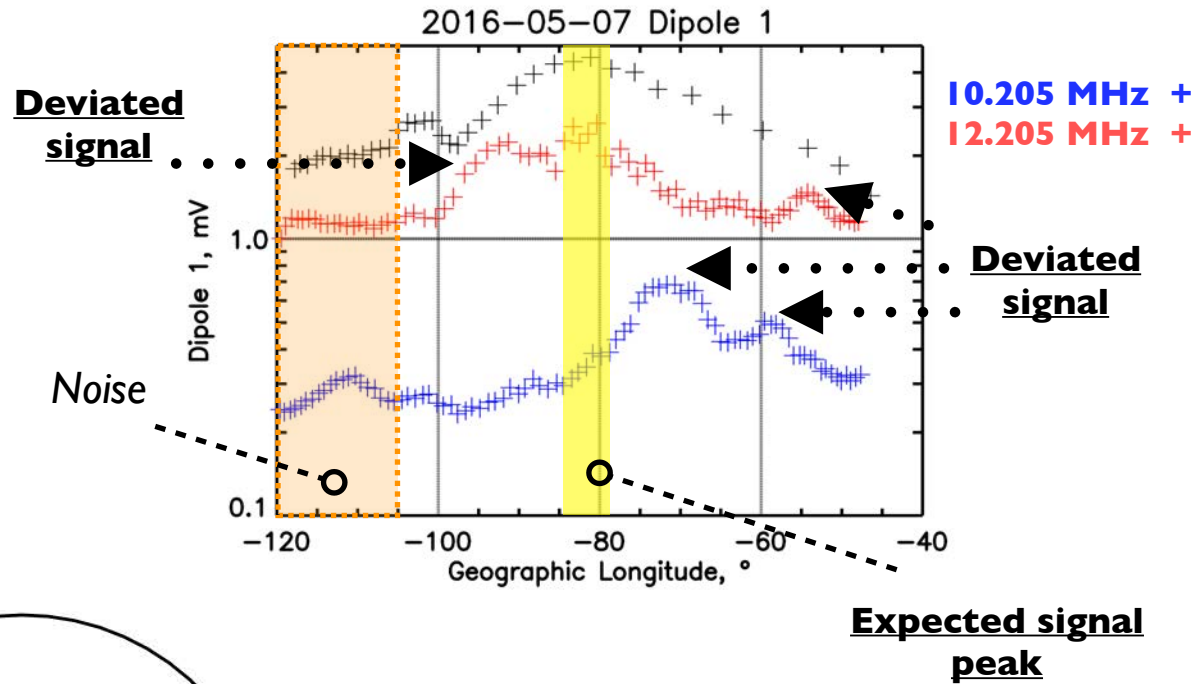 2016−05−07 Dipole 1
Deviated
signal
10.205 MHz +
12.205 MHz +
Dipole 1, mV
1.0
Deviated
signal
Noise
0.1
−120
−100
−80
−60
−40
Geographic Longitude, °
Expected signal
peak